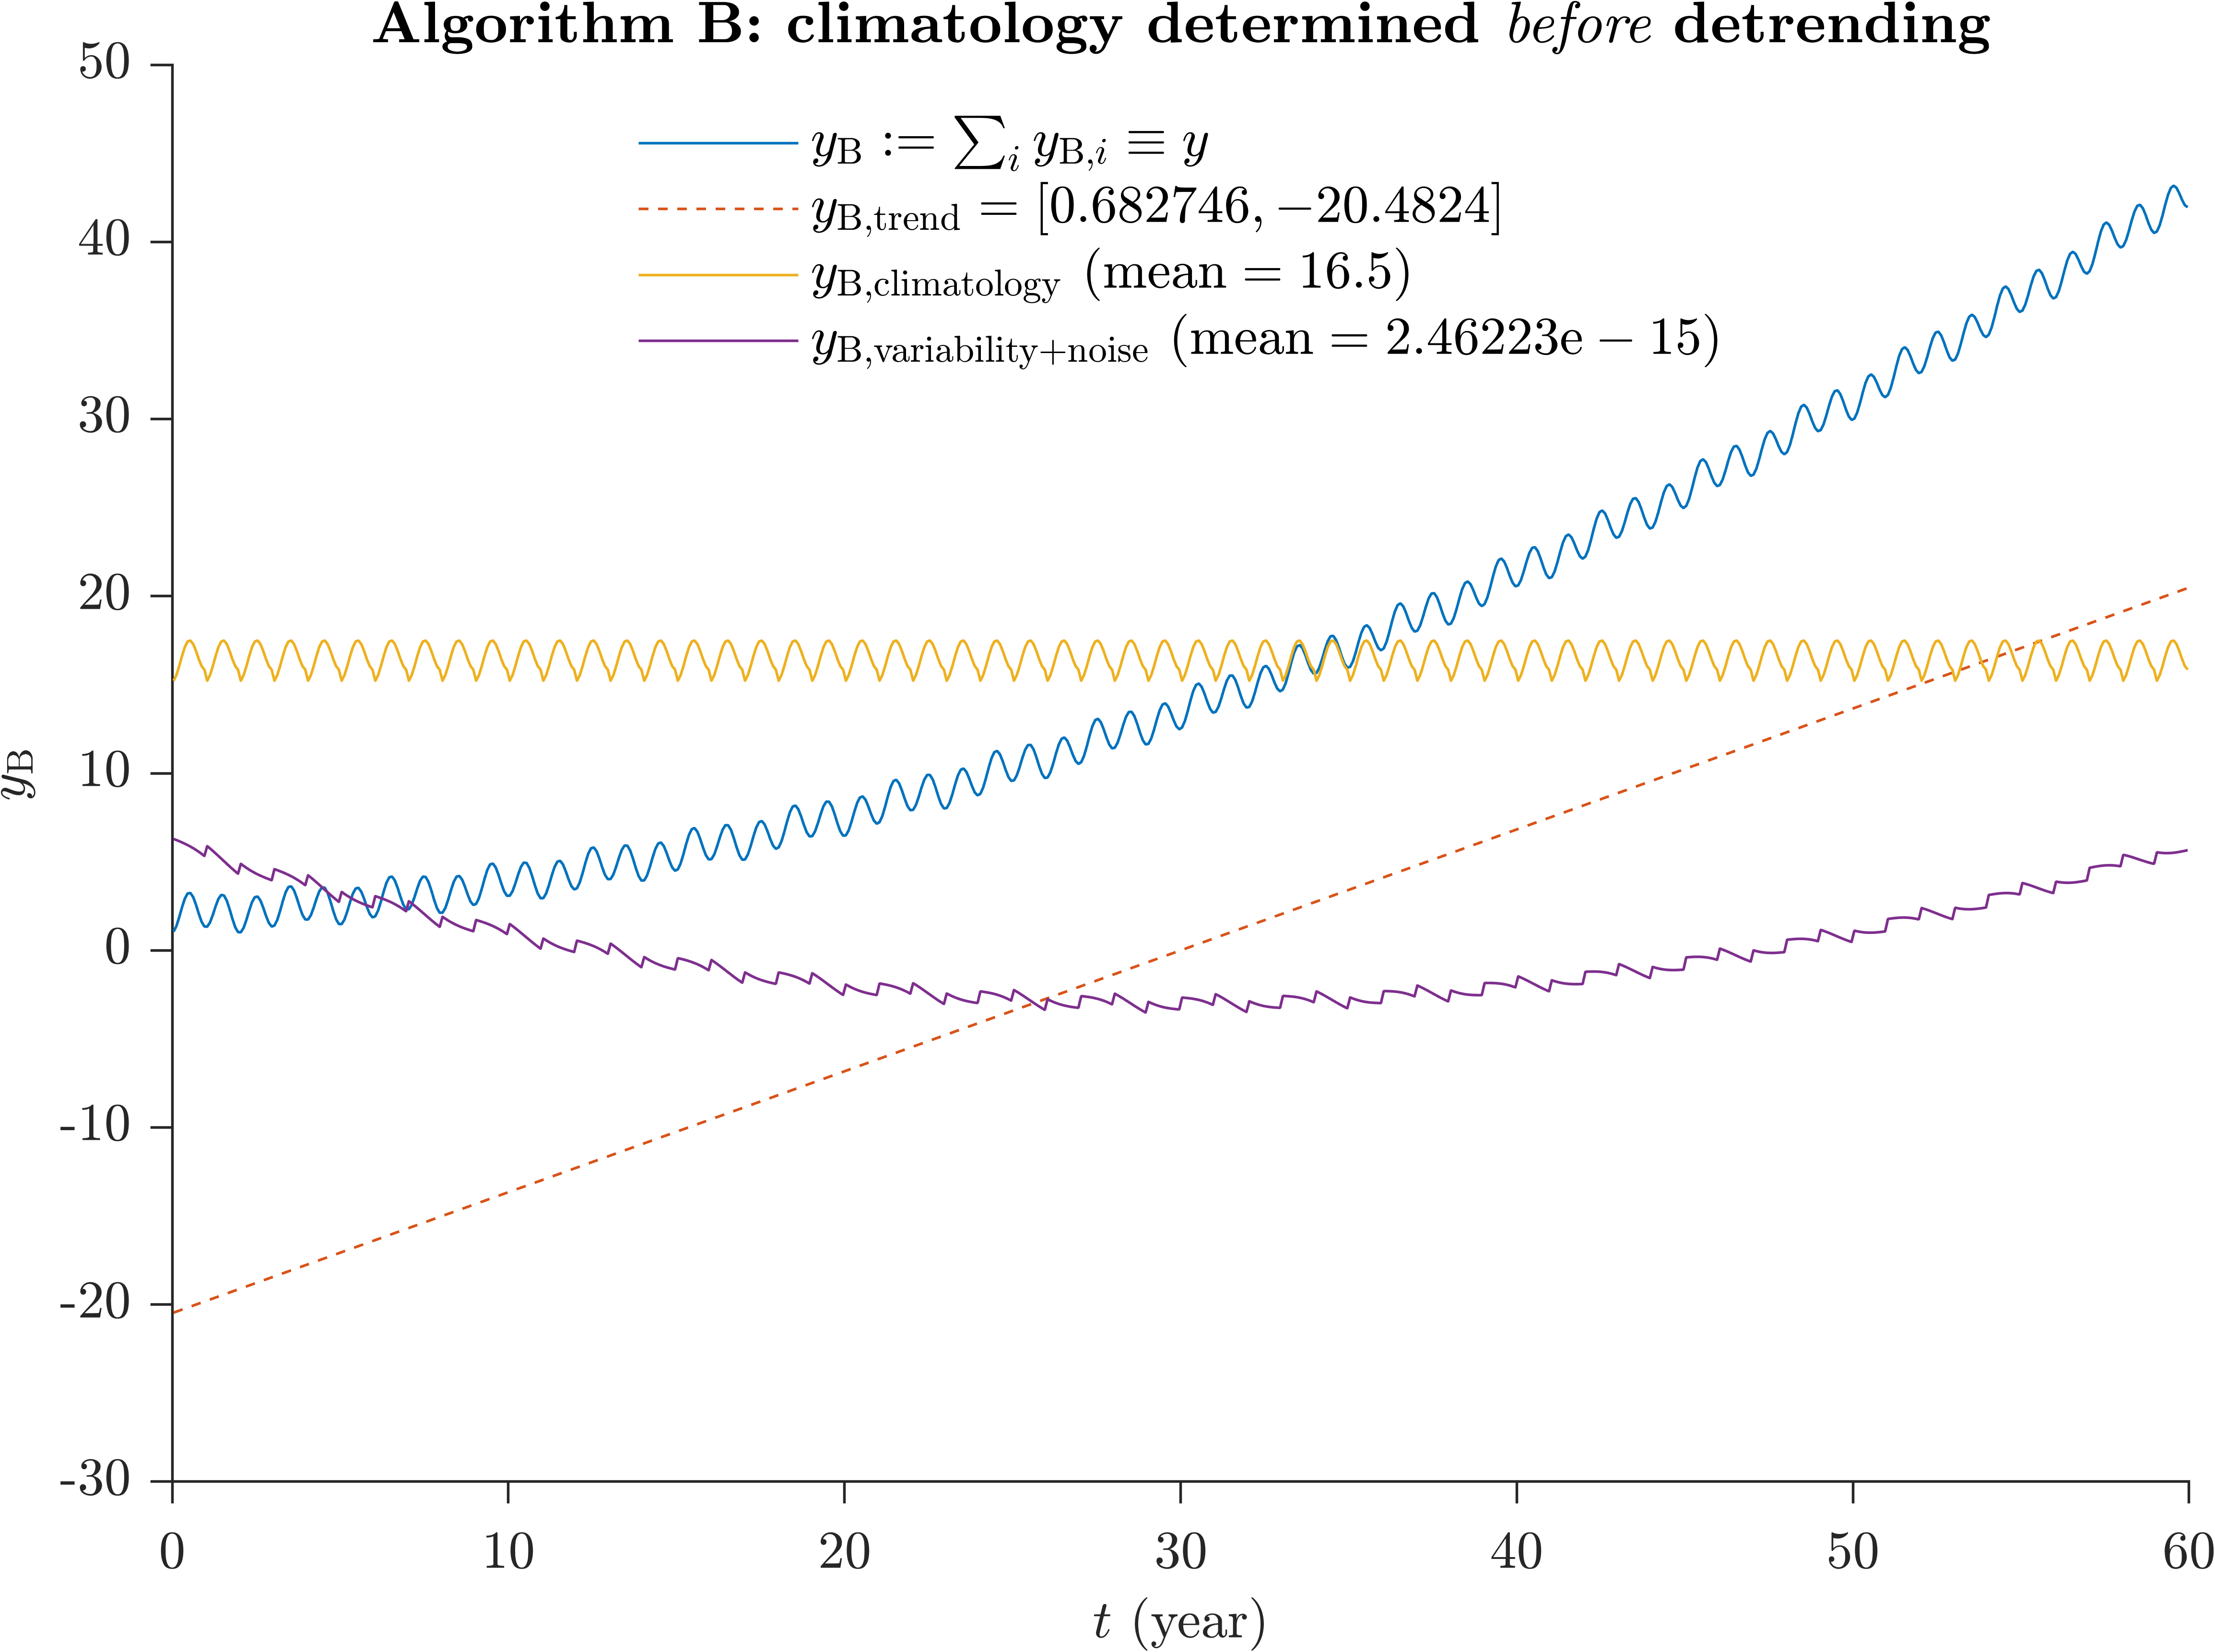 Algorithm B: climatology determined before detrending
y_B := ∑_i y_B,i ≡ y
y_B,trend = [0.682746, −20.4824]
y_B,climatology (mean = 16.5)
y_B,variability+noise (mean = 2.46223e − 15)
50
40
30
20
10
0
-10
-20
-30
y_B
0 10 20 30 40 50 60
t (year)